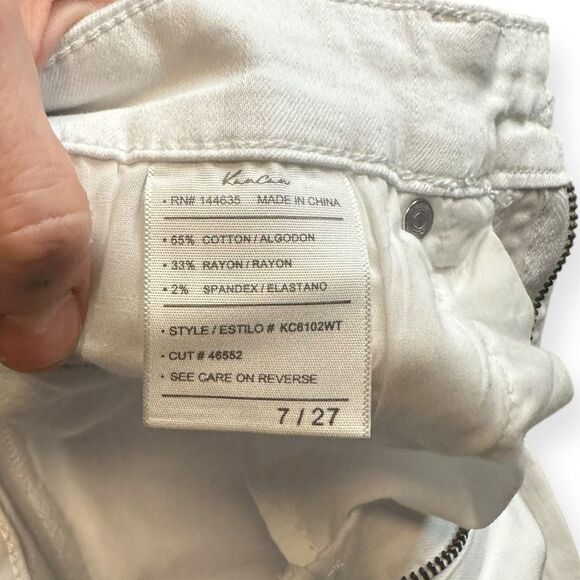 KanCan
• RN# 144635 MADE IN CHINA
• 65% COTTON / ALGODON
• 33% RAYON / RAYON
• 2% SPANDEX / ELASTANO
• STYLE / ESTILO # KC6102WT
• CUT # 46552
• SEE CARE ON REVERSE
7 / 27